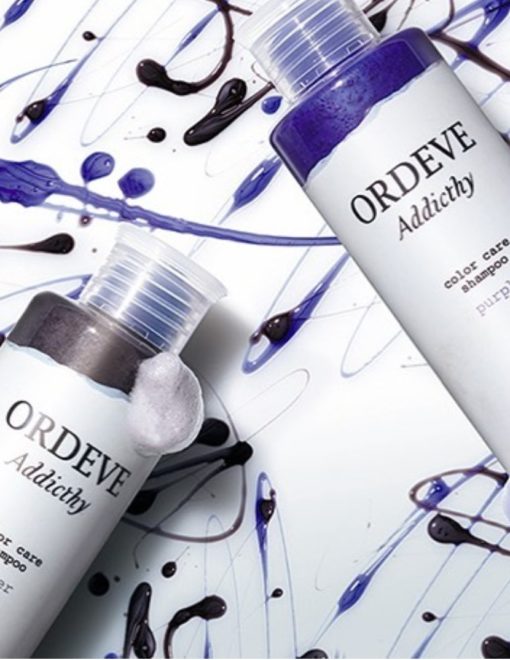 ORDEVE
Addicthy
color care
shampoo
purpl
ORDEVE
Addicthy
or care
mpoo
er